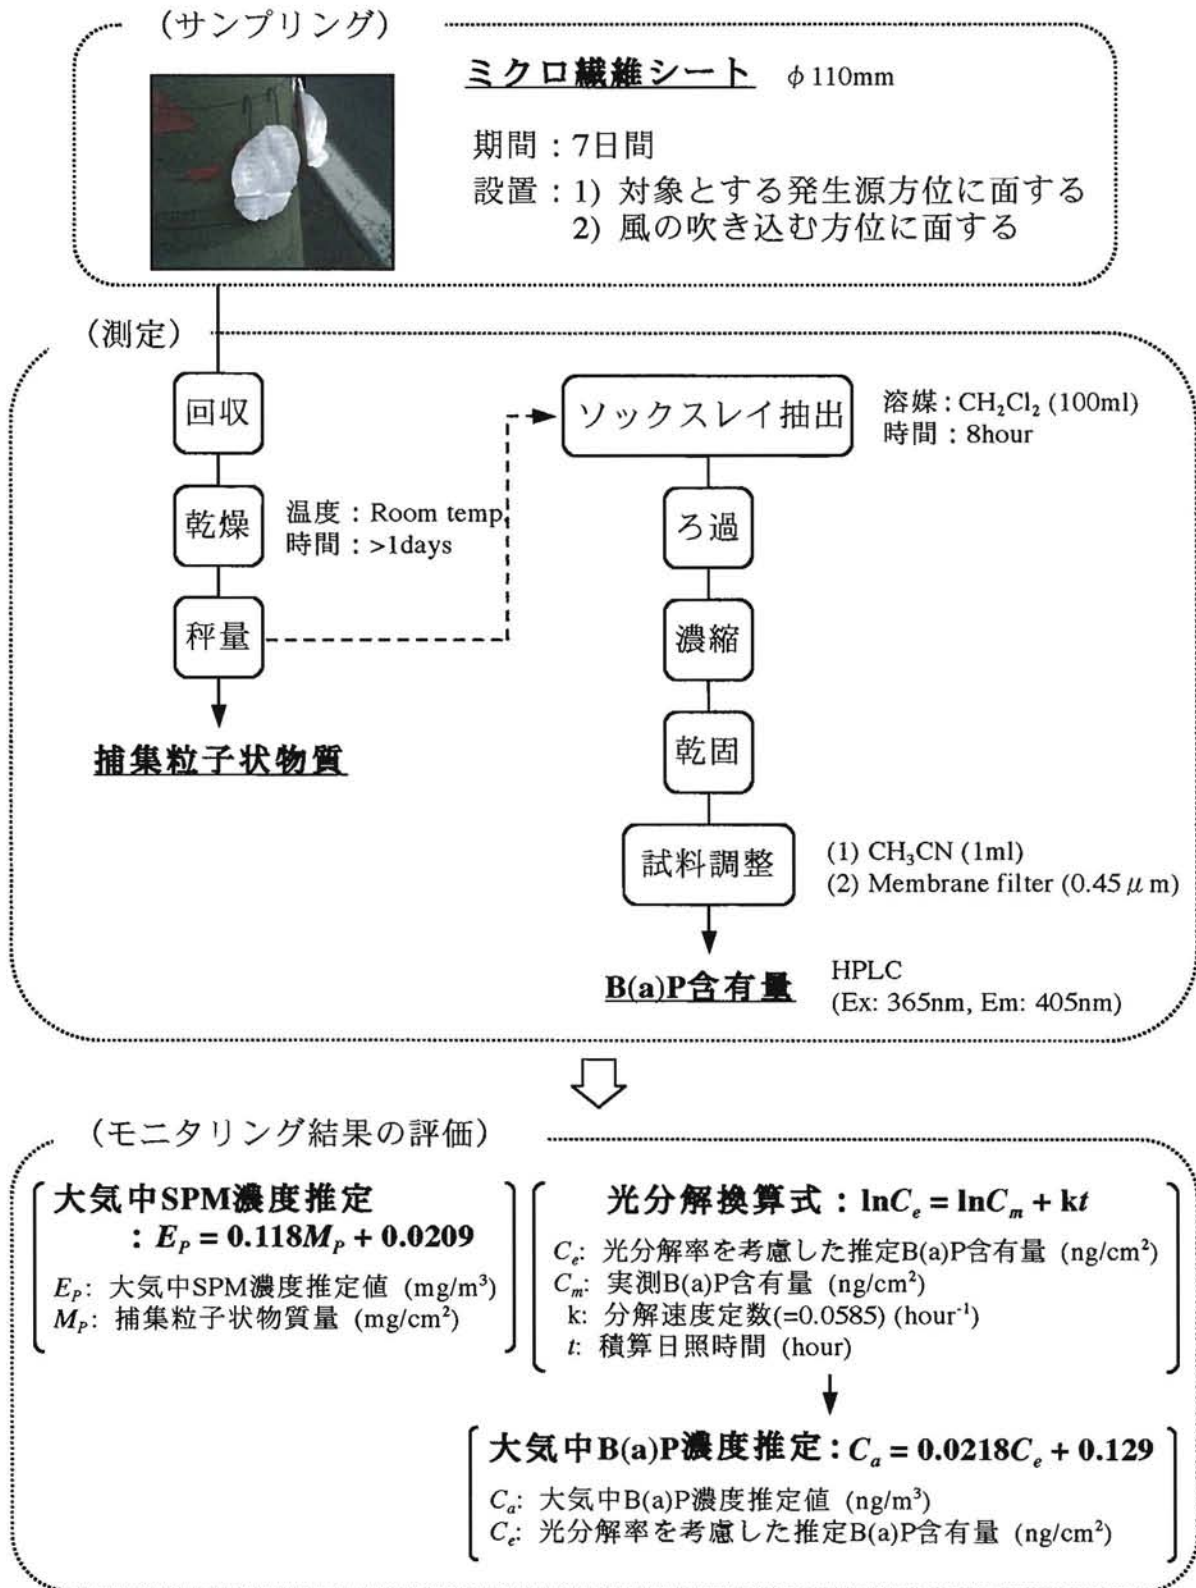 （サンプリング）
ミクロ繊維シート φ110mm
期間：7日間
設置：1) 対象とする発生源方位に面する
2) 風の吹き込む方位に面する
（測定）
回収
乾燥
温度：Room temp.
時間：>1days
秤量
捕集粒子状物質
ソックスレイ抽出
溶媒：CH₂Cl₂ (100ml)
時間：8hour
ろ過
濃縮
乾固
試料調整
(1) CH₃CN (1ml)
(2) Membrane filter (0.45μm)
B(a)P含有量
HPLC
(Ex: 365nm, Em: 405nm)
（モニタリング結果の評価）
大気中SPM濃度推定
：E_P = 0.118M_P + 0.0209
E_P: 大気中SPM濃度推定値 (mg/m³)
M_P: 捕集粒子状物質量 (mg/cm²)
光分解換算式：lnC_e = lnC_m + kt
C_e: 光分解率を考慮した推定B(a)P含有量 (ng/cm²)
C_m: 実測B(a)P含有量 (ng/cm²)
k: 分解速度定数(=0.0585) (hour⁻¹)
t: 積算日照時間 (hour)
大気中B(a)P濃度推定：C_a = 0.0218C_e + 0.129
C_a: 大気中B(a)P濃度推定値 (ng/m³)
C_e: 光分解率を考慮した推定B(a)P含有量 (ng/cm²)